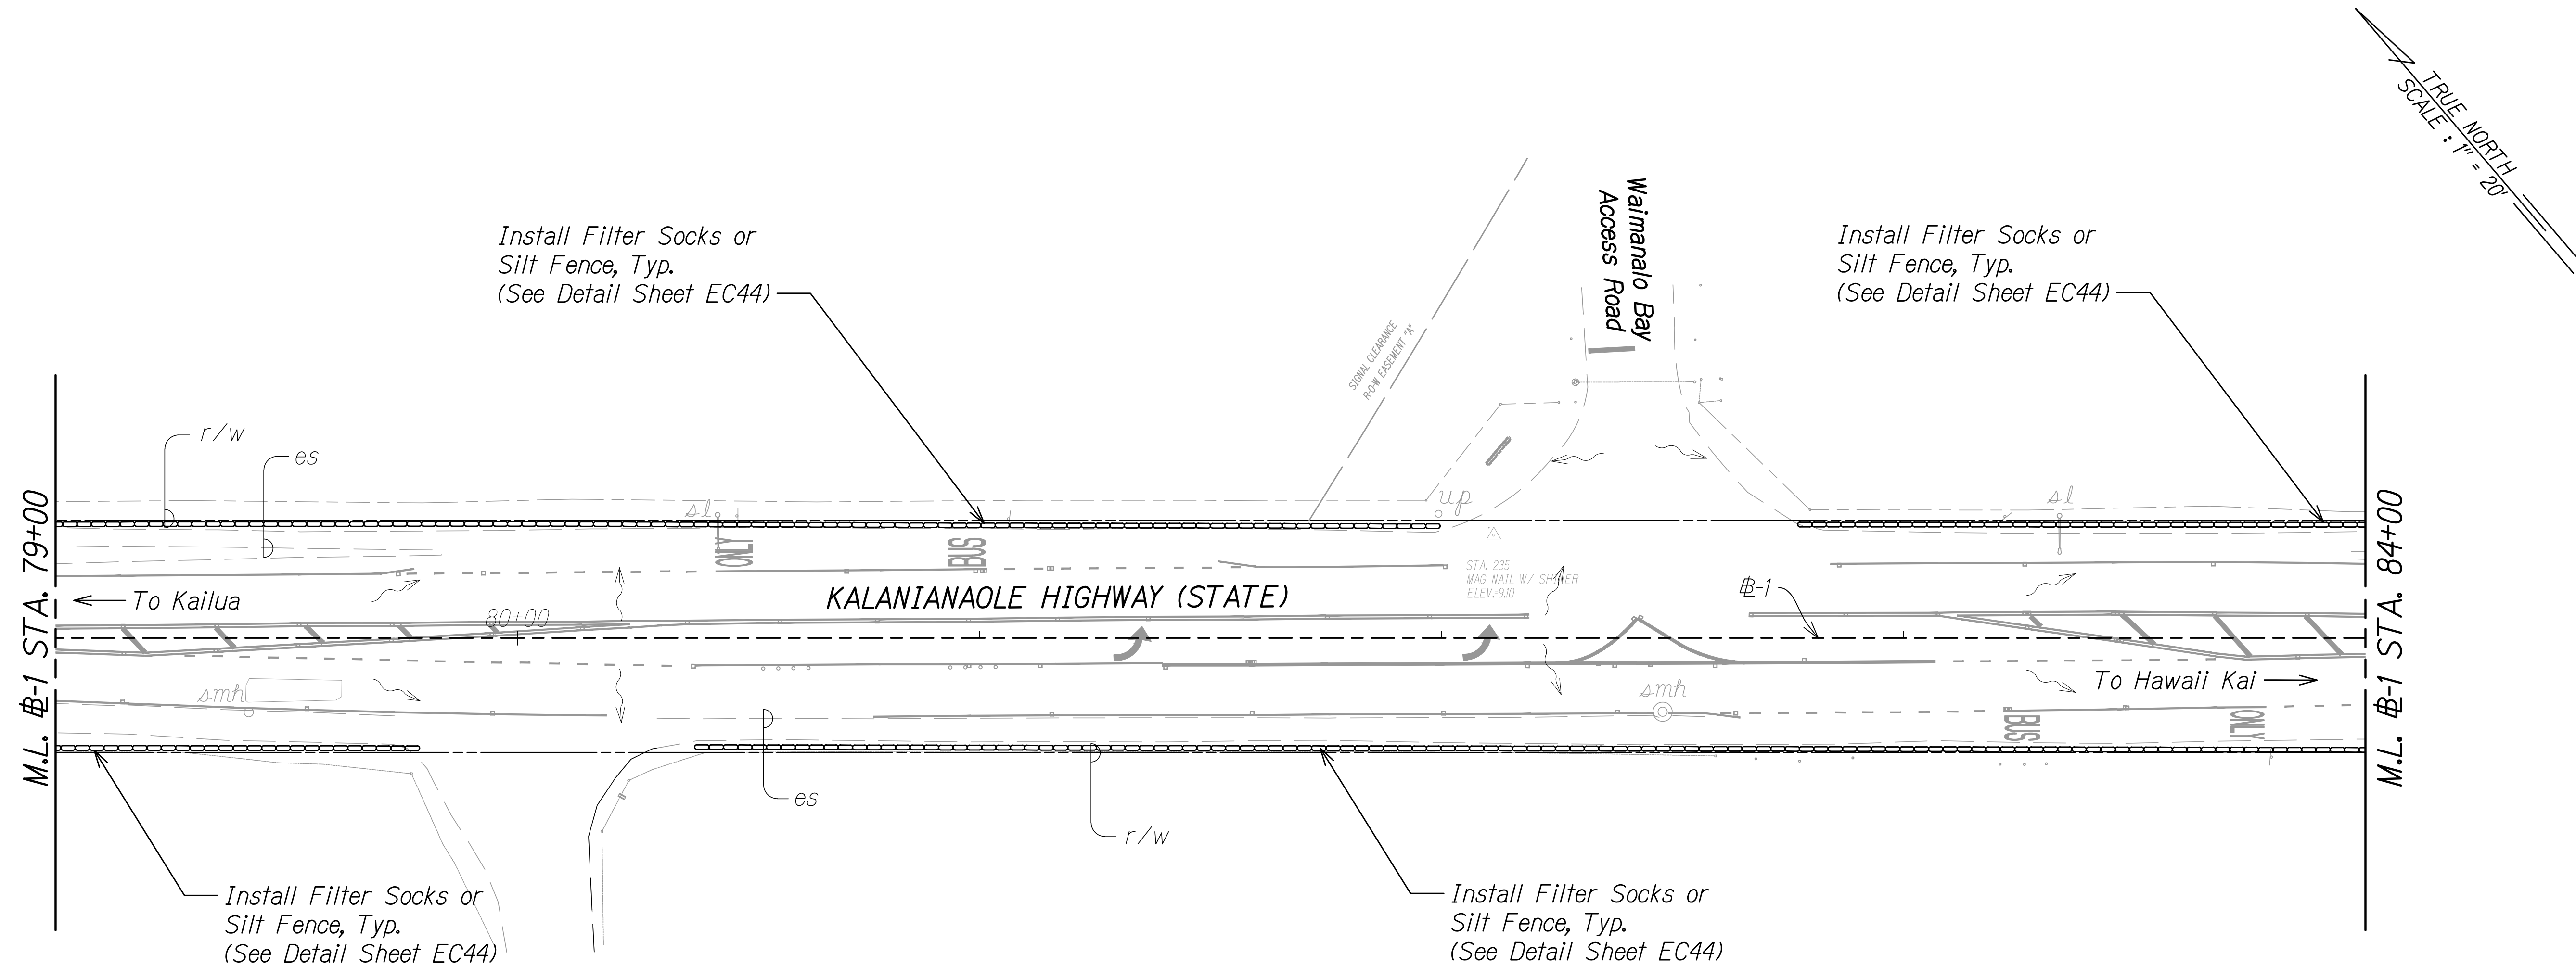 TRUE NORTH
SCALE : 1" = 20'
Install Filter Socks or
Silt Fence, Typ.
(See Detail Sheet EC44)
Waimanalo Bay
Access Road
Install Filter Socks or
Silt Fence, Typ.
(See Detail Sheet EC44)
SIGNAL CLEARANCE
R-O-W EASEMENT "A"
r/w
es
sl
up
sl
ONLY
BUS
STA. 235
MAG NAIL W/ SHINER
ELEV.=9.10
M.L. B-1 STA. 79+00
To Kailua
KALANIANAOLE HIGHWAY (STATE)
80+00
B-1
M.L. B-1 STA. 84+00
To Hawaii Kai
smh
smh
BUS
ONLY
es
r/w
Install Filter Socks or
Silt Fence, Typ.
(See Detail Sheet EC44)
Install Filter Socks or
Silt Fence, Typ.
(See Detail Sheet EC44)